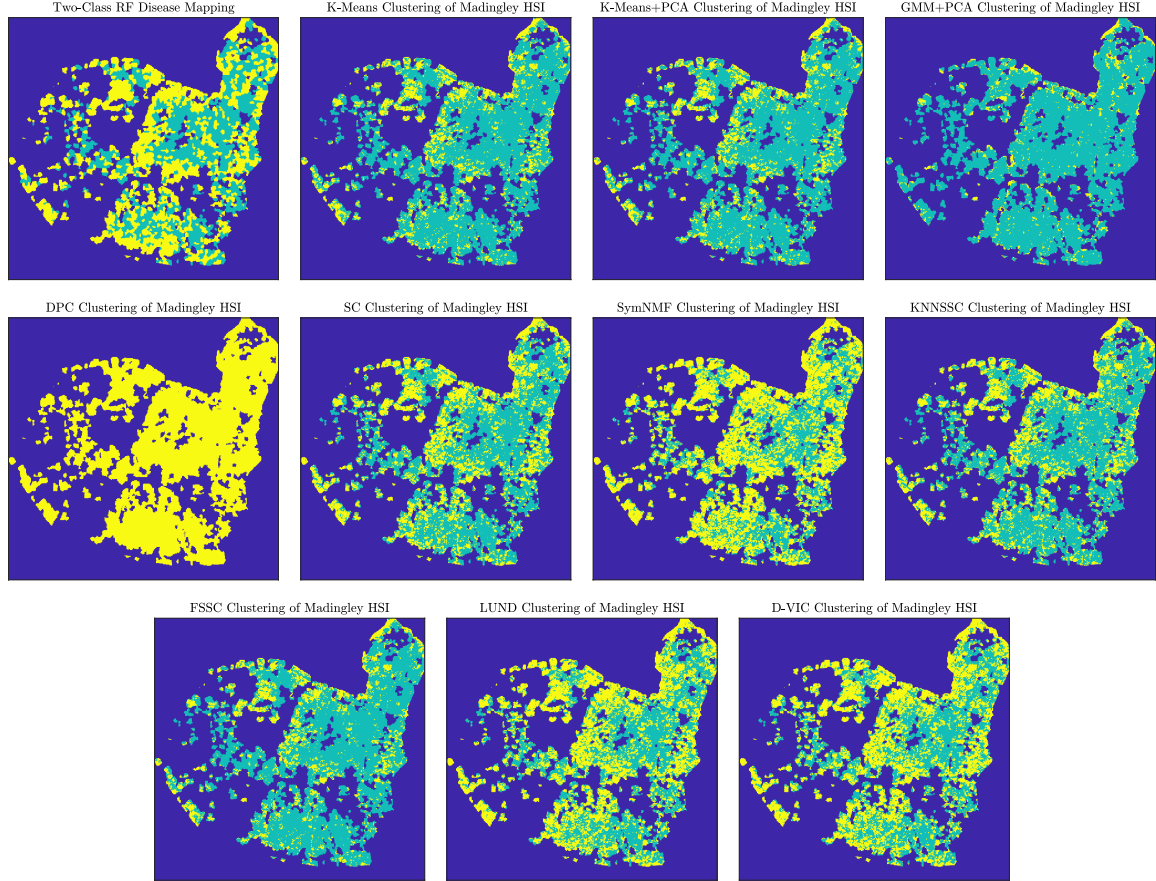 Two-Class RF Disease Mapping
K-Means Clustering of Madingley HSI
K-Means+PCA Clustering of Madingley HSI
GMM+PCA Clustering of Madingley HSI
DPC Clustering of Madingley HSI
SC Clustering of Madingley HSI
SymNMF Clustering of Madingley HSI
KNNSSC Clustering of Madingley HSI
FSSC Clustering of Madingley HSI
LUND Clustering of Madingley HSI
D-VIC Clustering of Madingley HSI